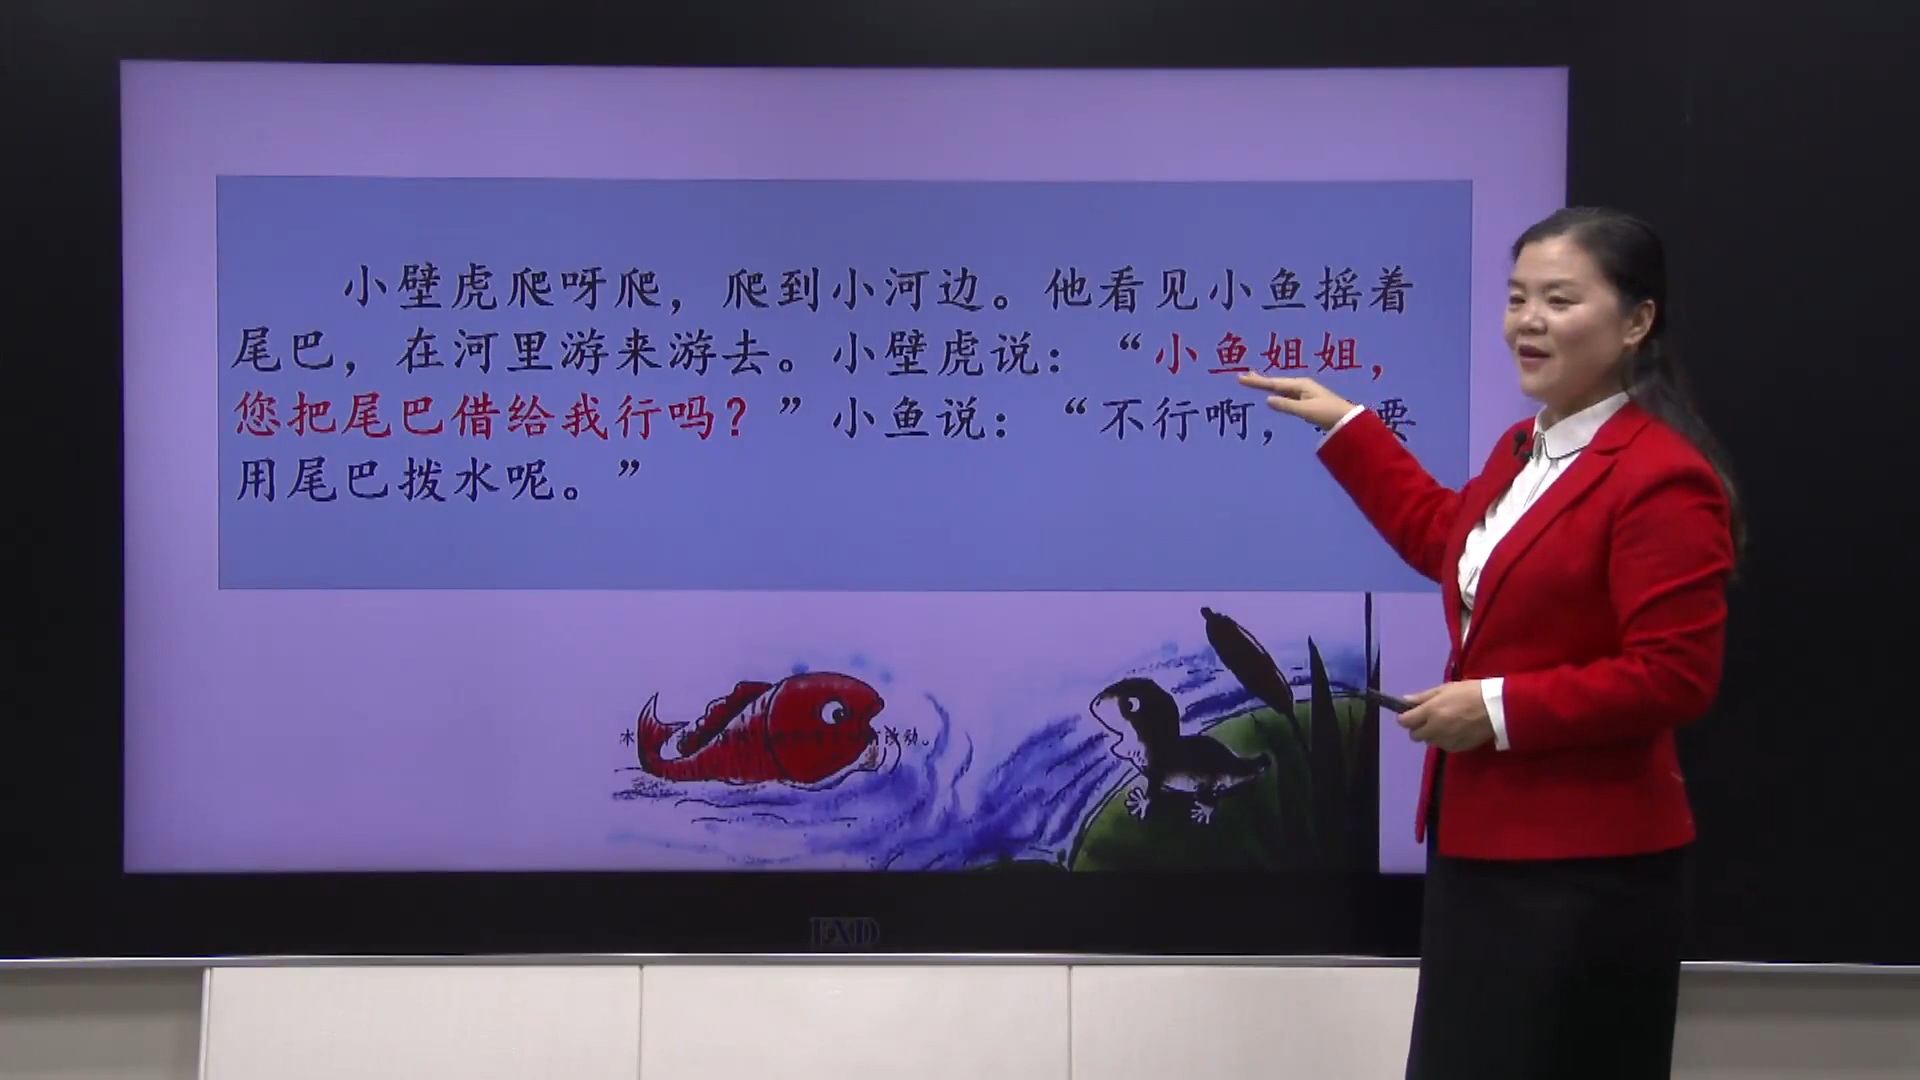 小壁虎爬呀爬，爬到小河边。他看见小鱼摇着
尾巴，在河里游来游去。小壁虎说：“小鱼姐姐，
您把尾巴借给我行吗？”小鱼说：“不行啊，要
用尾巴拨水呢。”